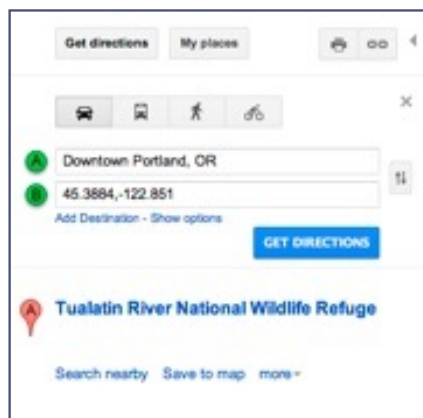 Get directions My places
A Downtown Portland, OR
B 45.3884,-122.851
Add Destination - Show options
GET DIRECTIONS
A Tualatin River National Wildlife Refuge
Search nearby Save to map more